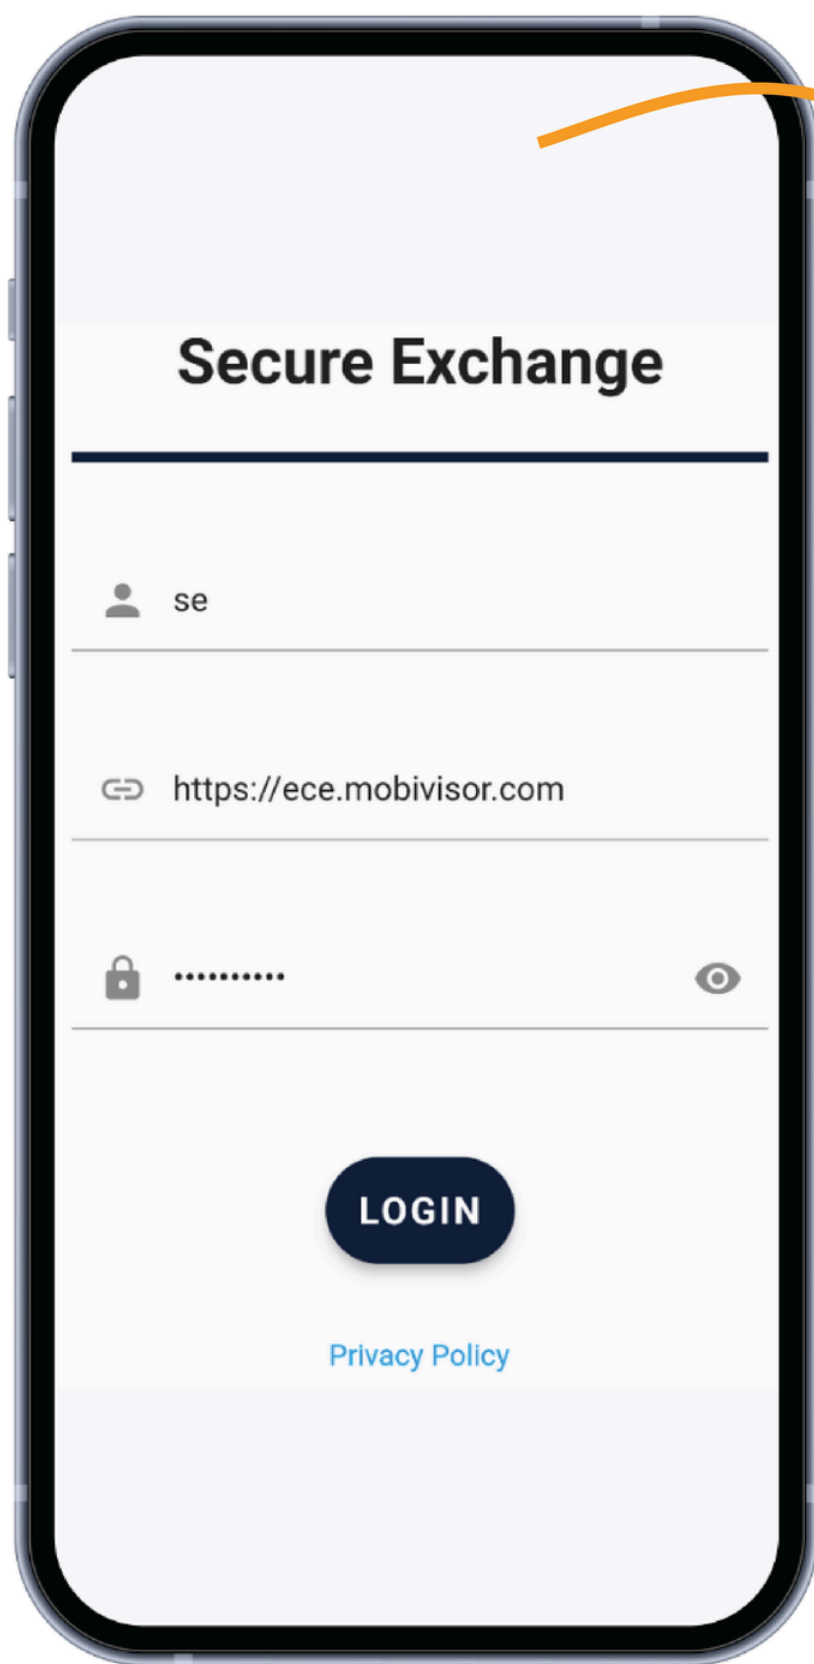 Secure Exchange
se
https://ece.mobivisor.com
••••••••••
LOGIN
Privacy Policy